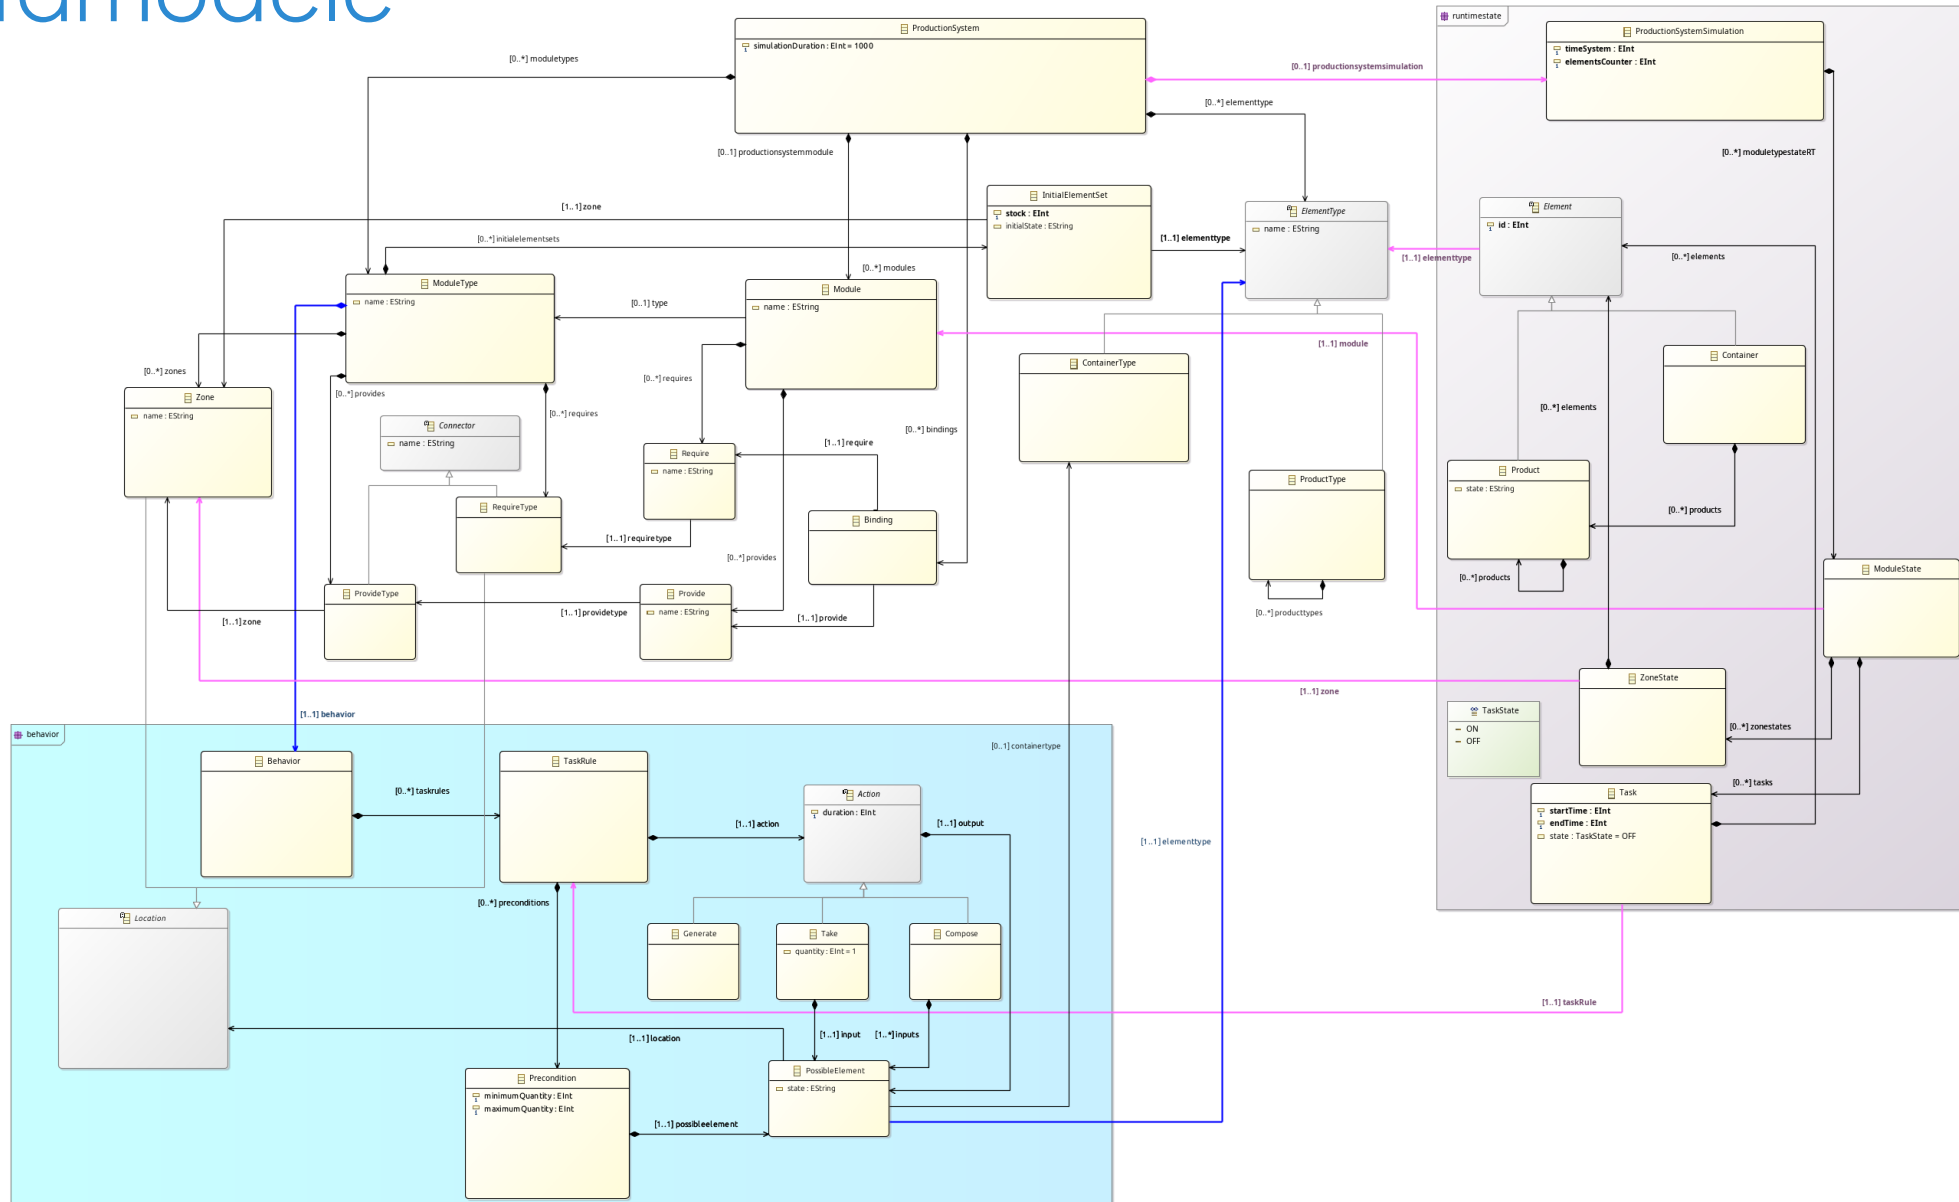 ProductionSystem
simulationDuration : EInt = 1000
[0..*] moduletypes
[0..1] productionsystemsimulation
[0..*] elementtype
[0..1] productionsystemmodule
runtimestate
ProductionSystemSimulation
timeSystem : EInt
elementsCounter : EInt
[0..*] moduletypestateRT
[1..1] zone
[0..*] initialelementsets
InitialElementSet
stock : EInt
initialState : EString
[1..1] elementtype
ElementType
name : EString
[1..1] elementtype
Element
id : EInt
[0..*] elements
[0..*] modules
ModuleType
name : EString
[0..1] type
Module
name : EString
[1..1] module
[0..*] zones
Zone
name : EString
[0..*] provides
[0..*] requires
Connector
name : EString
[0..*] requires
Require
name : EString
[1..1] require
[0..*] bindings
ContainerType
Container
[0..*] elements
Product
state : EString
[0..*] products
[0..*] products
ProductType
[0..*] producttypes
RequireType
[1..1] requiretype
Binding
[0..*] provides
ProvideType
[1..1] providetype
Provide
name : EString
[1..1] provide
[1..1] zone
ModuleState
[1..1] zone
ZoneState
[0..*] zonestates
TaskState
ON
OFF
[0..*] tasks
Task
startTime : EInt
endTime : EInt
state : TaskState = OFF
[1..1] behavior
behavior
[0..1] containertype
Behavior
[0..*] taskrules
TaskRule
[1..1] action
Action
duration : EInt
[1..1] output
[1..1] elementtype
[0..*] preconditions
Location
Generate
Take
quantity : EInt = 1
Compose
[1..1] taskRule
[1..1] location
[1..1] input
[1..*] inputs
Precondition
minimumQuantity : EInt
maximumQuantity : EInt
[1..1] possibleelement
PossibleElement
state : EString